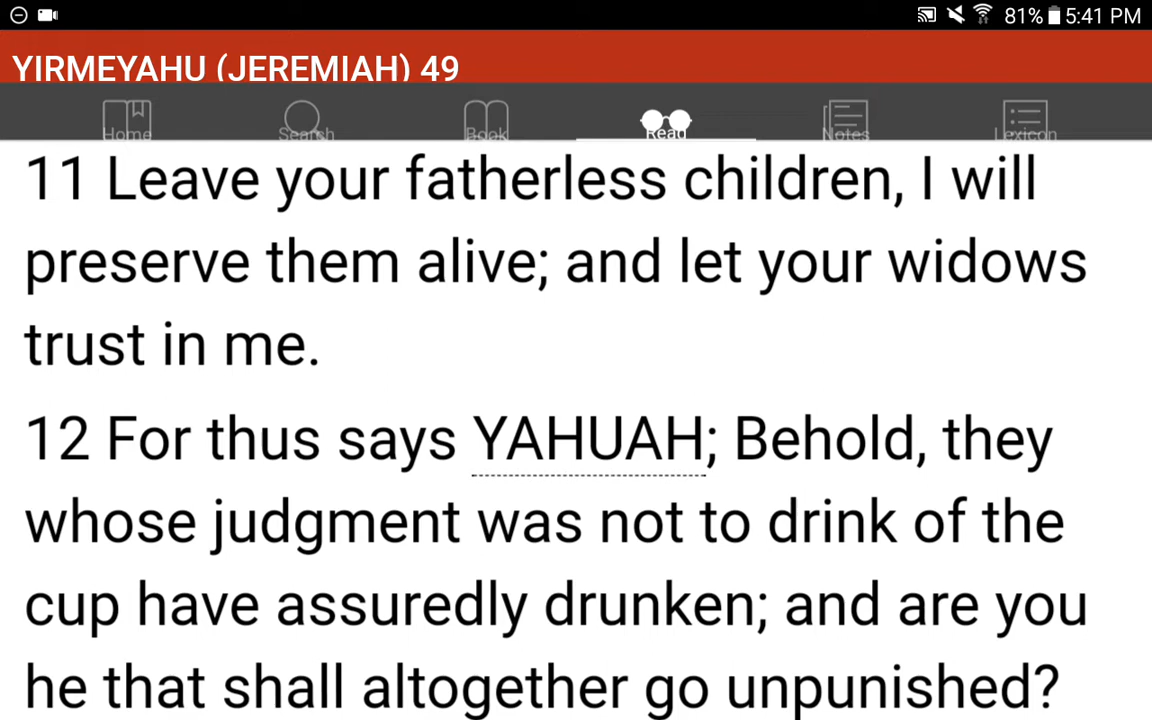 81% 5:41 PM
YIRMEYAHU (JEREMIAH) 49
Home Search Book Read Notes Lexicon
11 Leave your fatherless children, I will
preserve them alive; and let your widows
trust in me.
12 For thus says YAHUAH; Behold, they
whose judgment was not to drink of the
cup have assuredly drunken; and are you
he that shall altogether go unpunished?